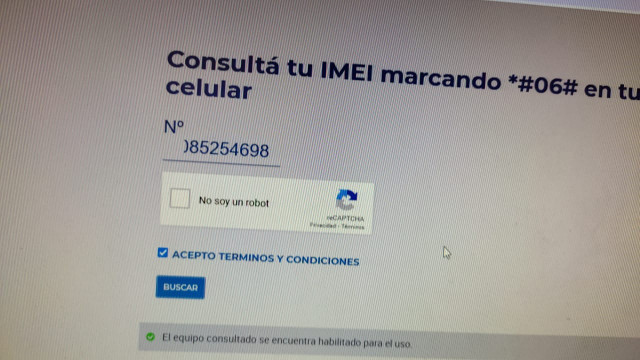 Consultá tu IMEI marcando *#06# en tu
celular
Nº
085254698
No soy un robot
reCAPTCHA
Privacidad - Términos
ACEPTO TERMINOS Y CONDICIONES
BUSCAR
El equipo consultado se encuentra habilitado para el uso.